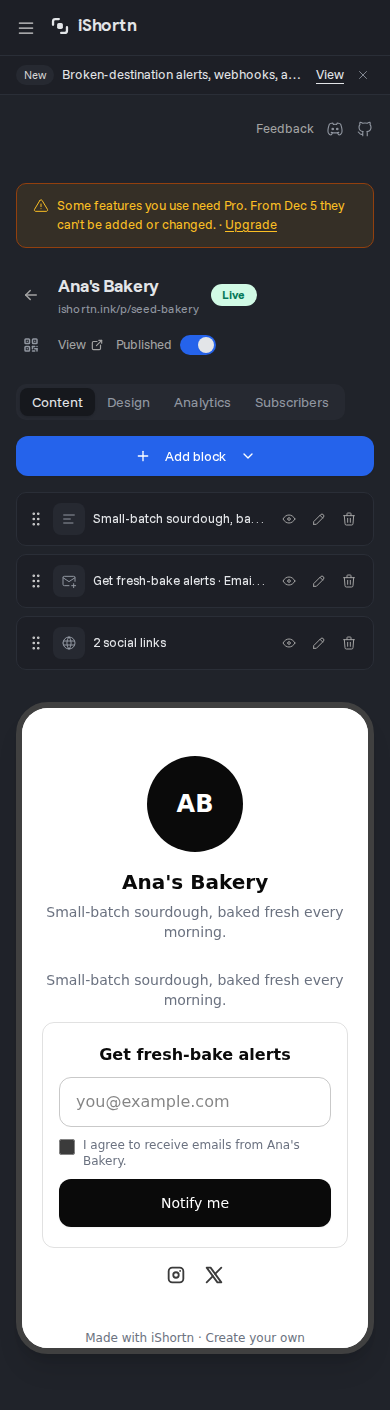 iShortn
New Broken-destination alerts, webhooks, a... View
Feedback
Some features you use need Pro. From Dec 5 they
can't be added or changed. · Upgrade
Ana's Bakery
ishortn.ink/p/seed-bakery
Live
View Published
Content Design Analytics Subscribers
Add block
Small-batch sourdough, ba...
Get fresh-bake alerts · Emai...
2 social links
AB
Ana's Bakery
Small-batch sourdough, baked fresh every
morning.
Small-batch sourdough, baked fresh every
morning.
Get fresh-bake alerts
you@example.com
I agree to receive emails from Ana's
Bakery.
Notify me
Made with iShortn · Create your own